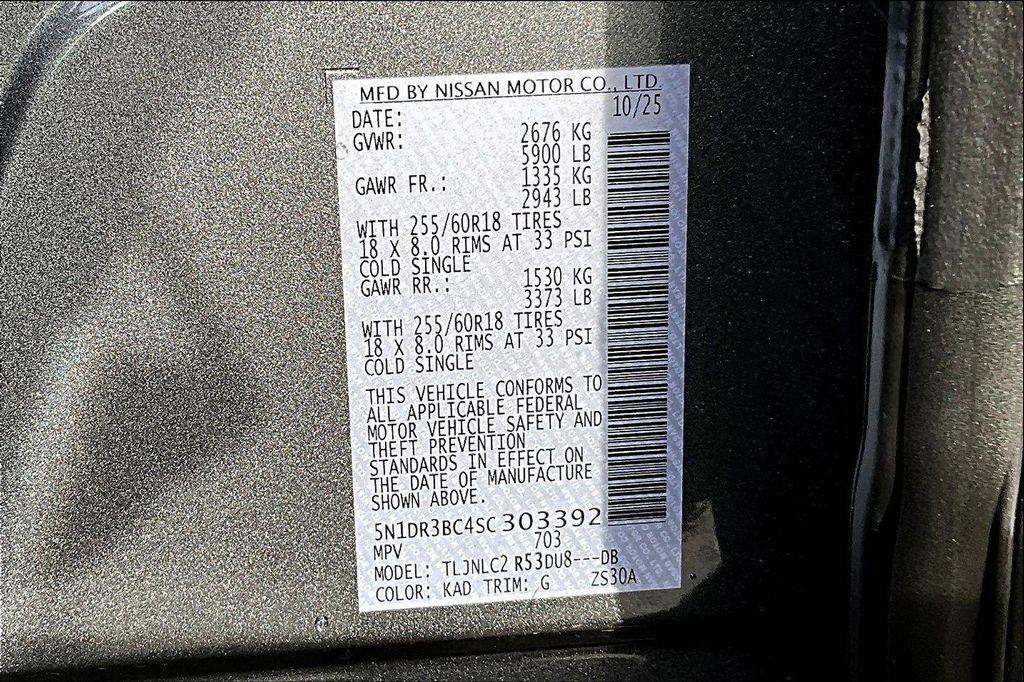 MFD BY NISSAN MOTOR CO., LTD.
DATE: 10/25
GVWR: 2676 KG
5900 LB
GAWR FR.: 1335 KG
2943 LB
WITH 255/60R18 TIRES
18 X 8.0 RIMS AT 33 PSI
COLD SINGLE
GAWR RR.: 1530 KG
3373 LB
WITH 255/60R18 TIRES
18 X 8.0 RIMS AT 33 PSI
COLD SINGLE
THIS VEHICLE CONFORMS TO
ALL APPLICABLE FEDERAL
MOTOR VEHICLE SAFETY AND
THEFT PREVENTION
STANDARDS IN EFFECT ON
THE DATE OF MANUFACTURE
SHOWN ABOVE.
5N1DR3BC4SC303392
MPV 703
MODEL: TLJNLC2 R53DU8---DB
COLOR: KAD TRIM: G ZS30A